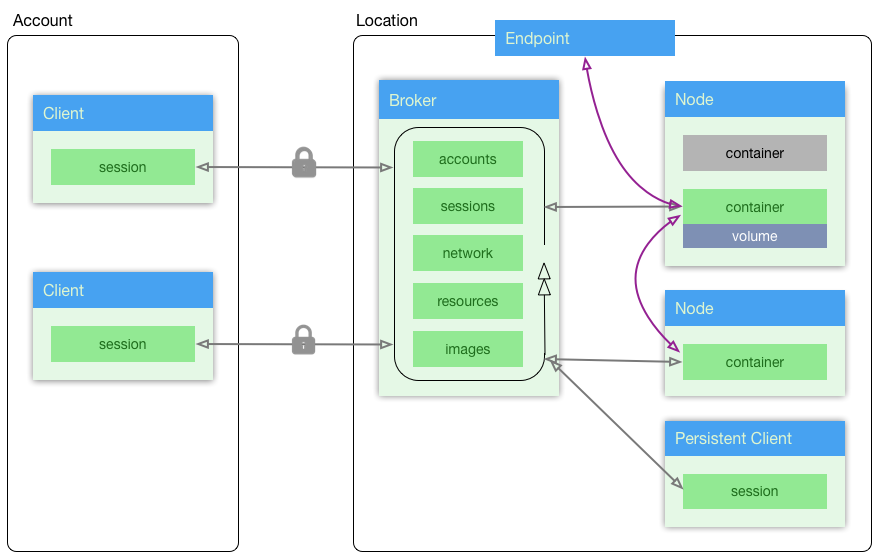 Account
Location
Endpoint
Client
session
Client
session
Broker
accounts
sessions
network
resources
images
Node
container
container
volume
Node
container
Persistent Client
session